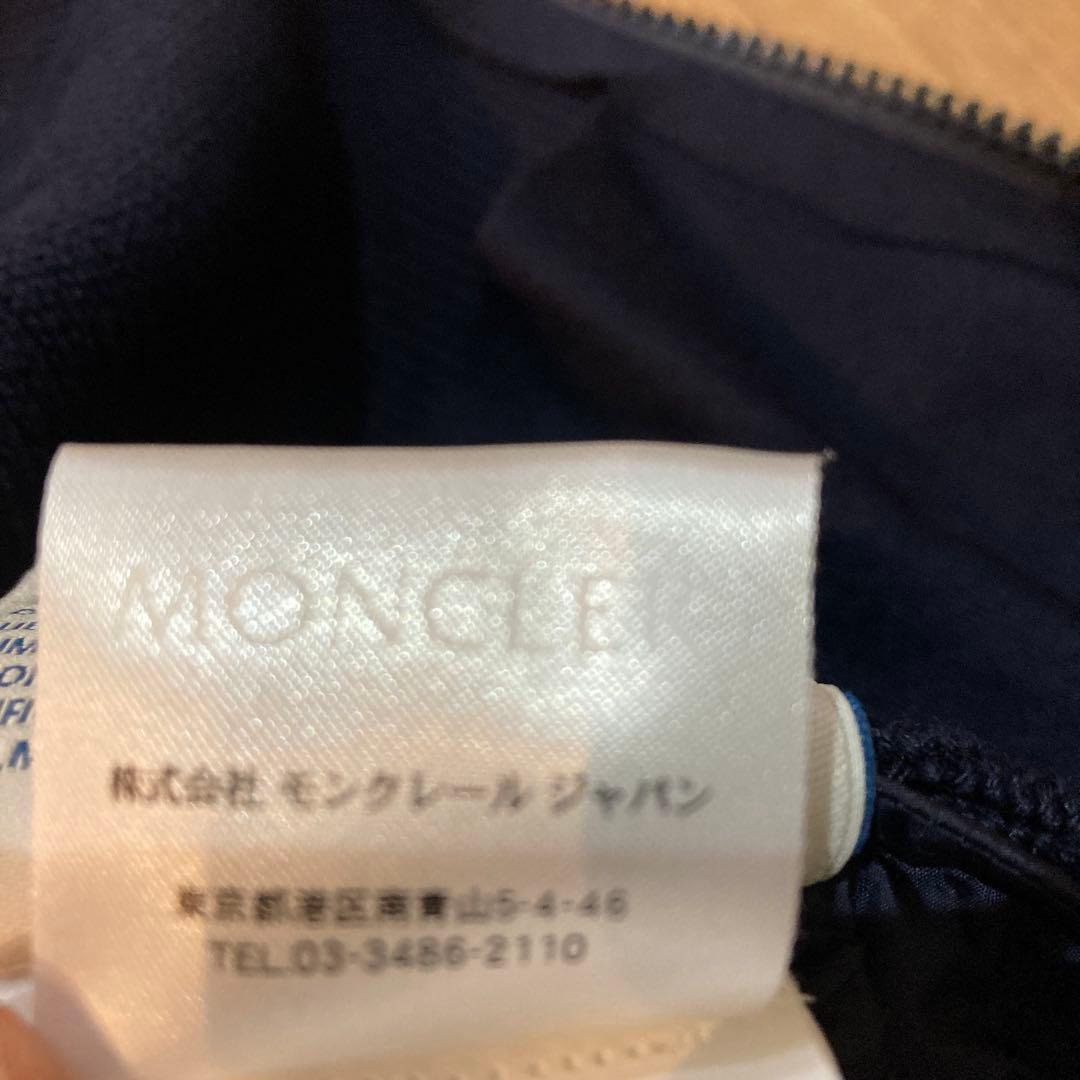 MONCLE
株式会社 モンクレール ジャパン
東京都港区南青山5-4-46
TEL.03-3486-2110